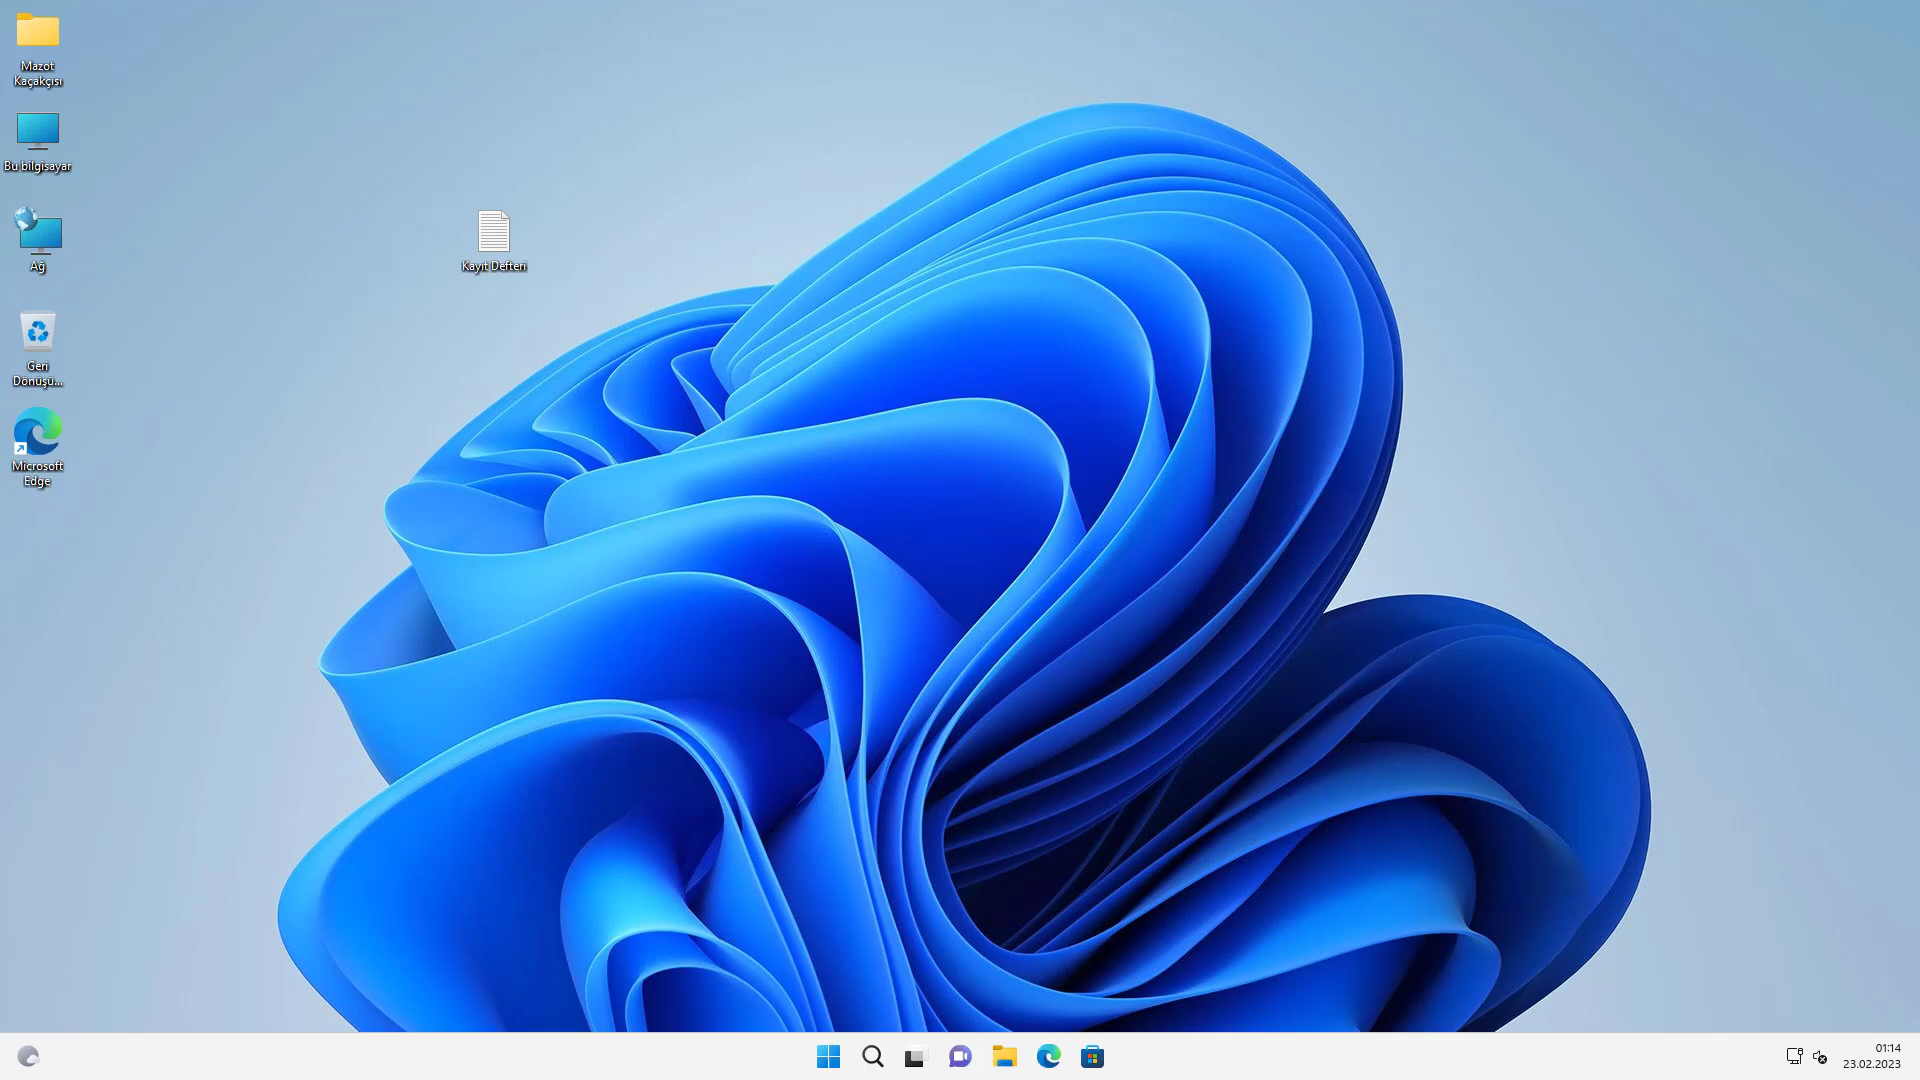 Mazot
Kaçakçısı
Bu bilgisayar
Ağ
Geri
Dönüşü...
Microsoft
Edge
Kayıt Defteri
01:14
23.02.2023